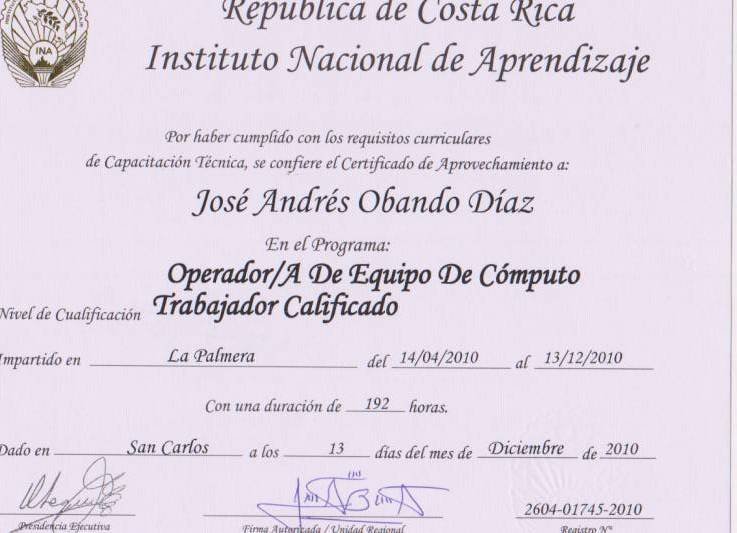 República de Costa Rica
Instituto Nacional de Aprendizaje
INA
Por haber cumplido con los requisitos curriculares
de Capacitación Técnica, se confiere el Certificado de Aprovechamiento a:
José Andrés Obando Díaz
En el Programa:
Operador/A De Equipo De Cómputo
Nivel de Cualificación Trabajador Calificado
Impartido en La Palmera del 14/04/2010 al 13/12/2010
Con una duración de 192 horas.
Dado en San Carlos a los 13 días del mes de Diciembre de 2010
2604-01745-2010
Presidencia Ejecutiva Firma Autorizada / Unidad Regional Registro N°